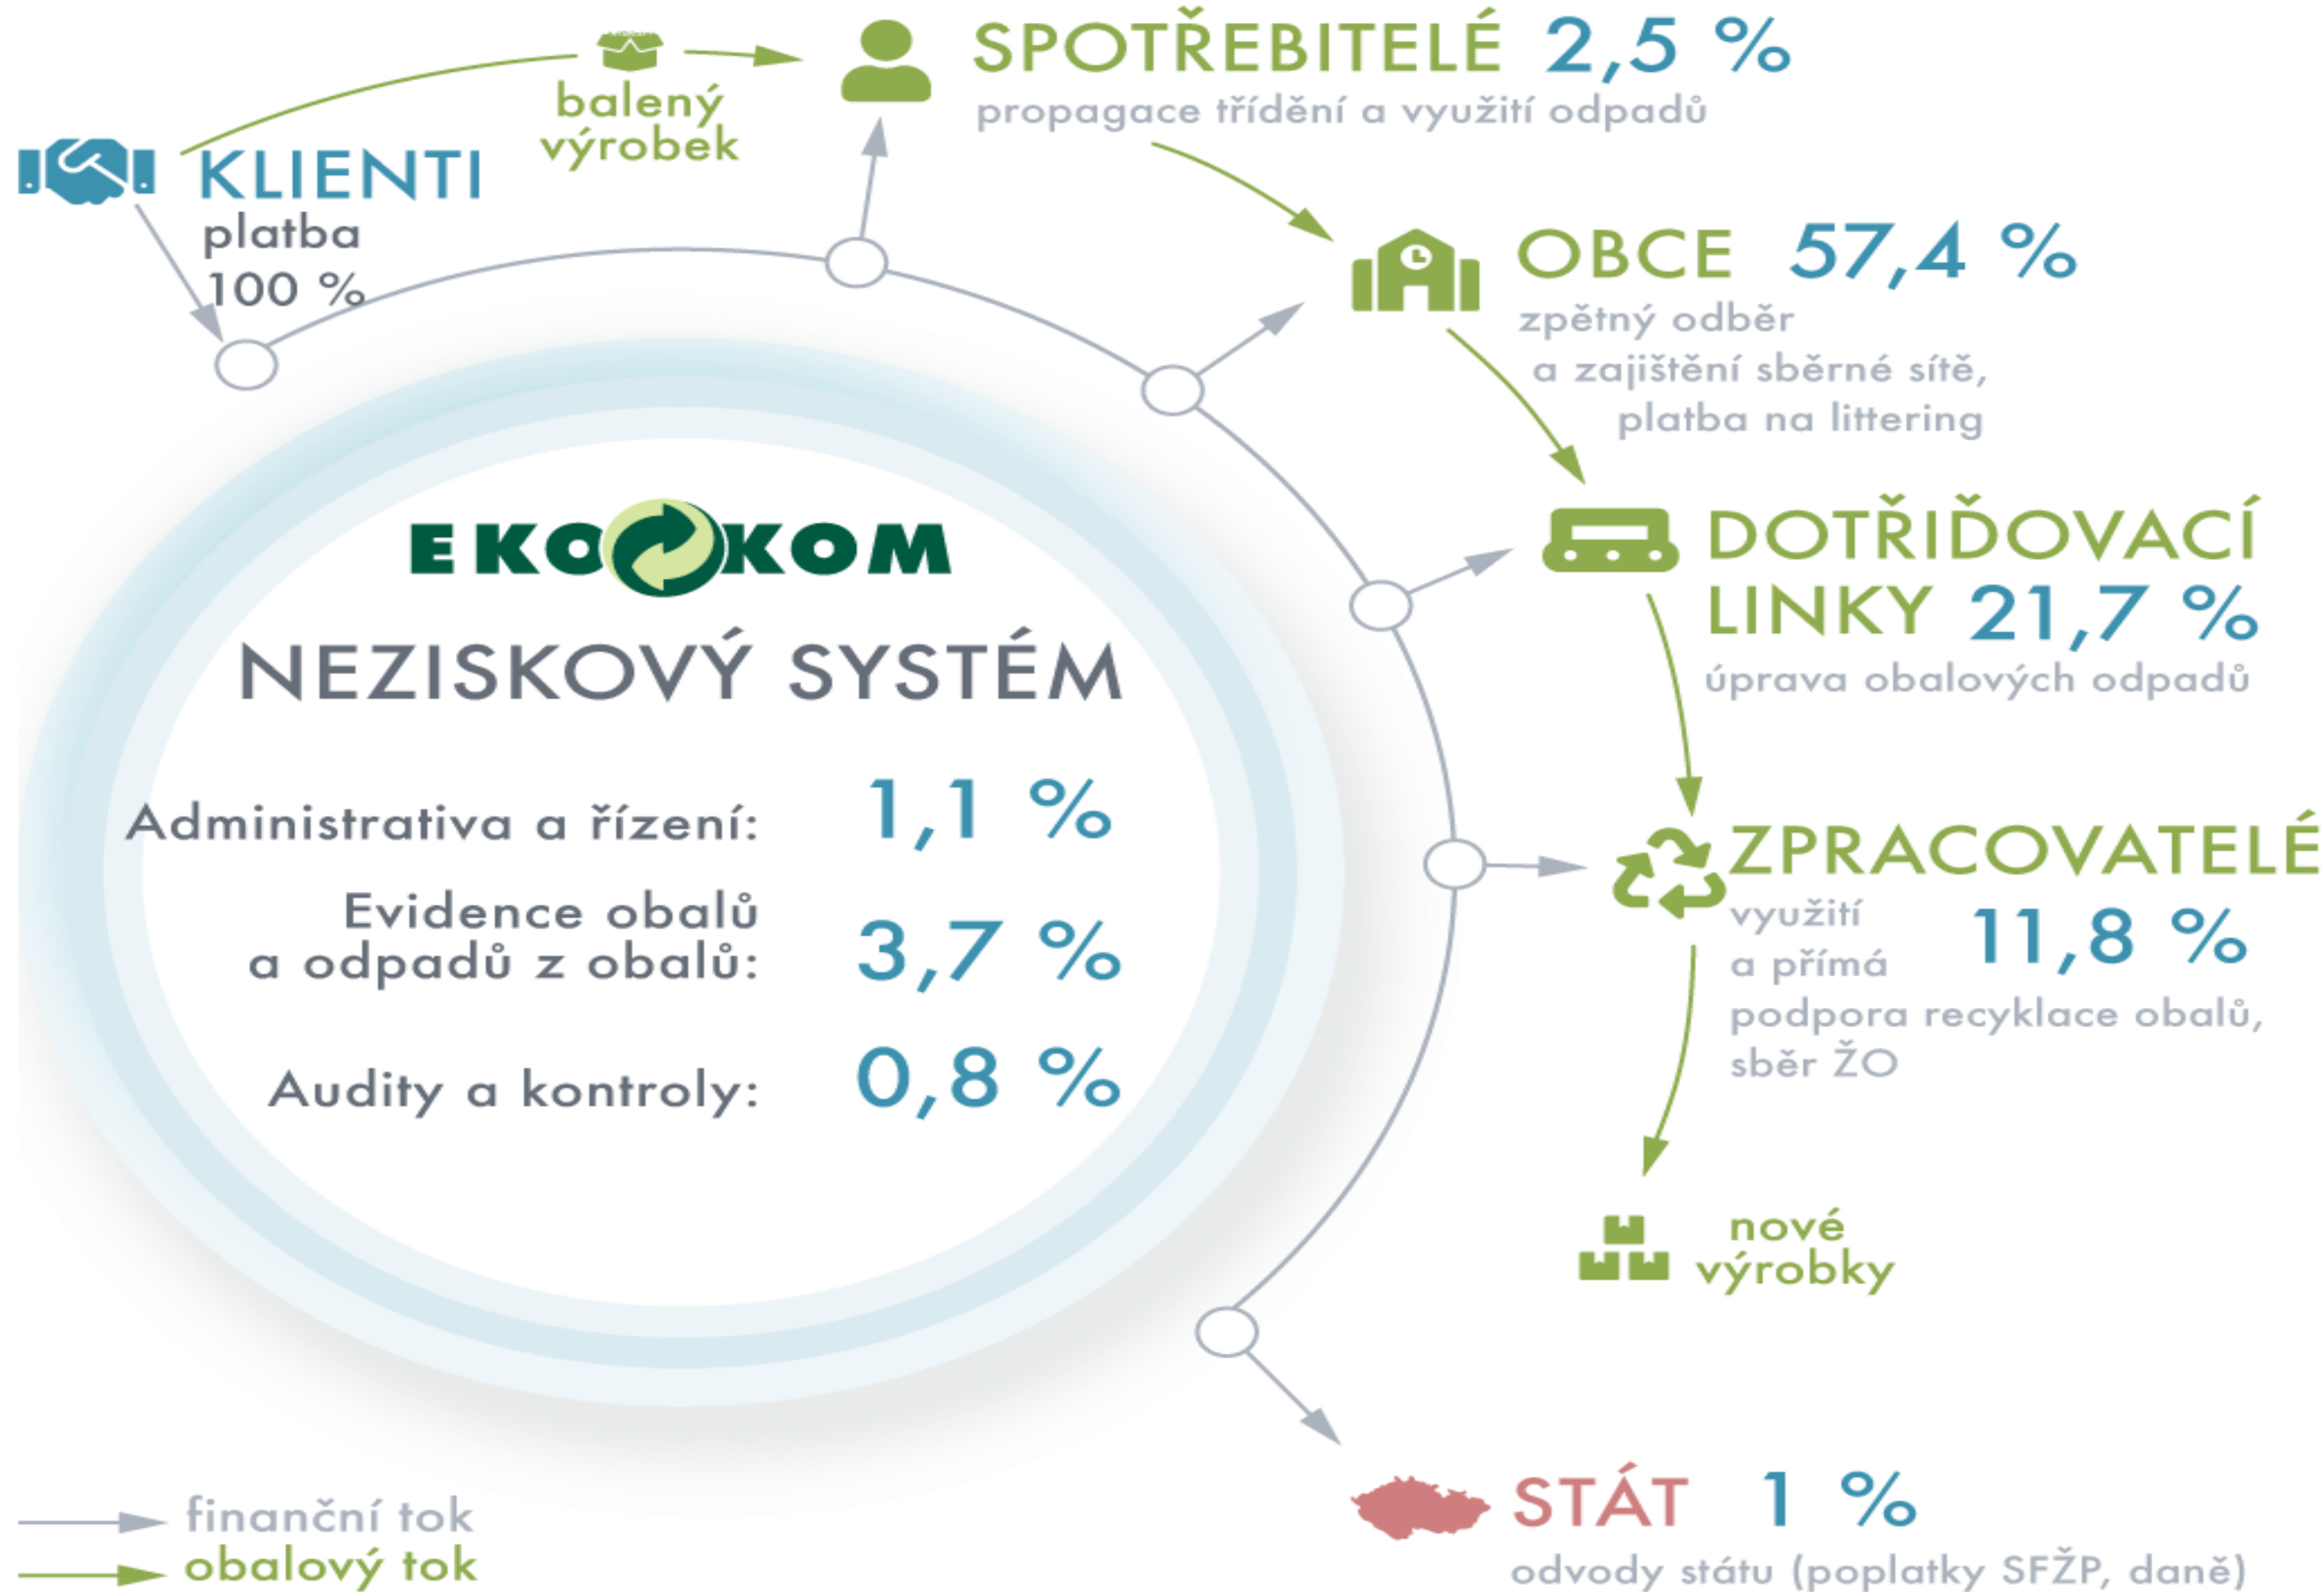 SPOTŘEBITELÉ 2,5 %
propagace třídění a využití odpadů
balený
výrobek
KLIENTI
platba
100 %
OBCE 57,4 %
zpětný odběr
a zajištění sběrné sítě,
platba na littering
DOTŘIĎOVACÍ
LINKY 21,7 %
úprava obalových odpadů
EKO KOM
NEZISKOVÝ SYSTÉM
Administrativa a řízení: 1,1 %
Evidence obalů
a odpadů z obalů: 3,7 %
Audity a kontroly: 0,8 %
ZPRACOVATELÉ
využití 11,8 %
a přímá
podpora recyklace obalů,
sběr ŽO
nové
výrobky
STÁT 1 %
odvody státu (poplatky SFŽP, daně)
finanční tok
obalový tok